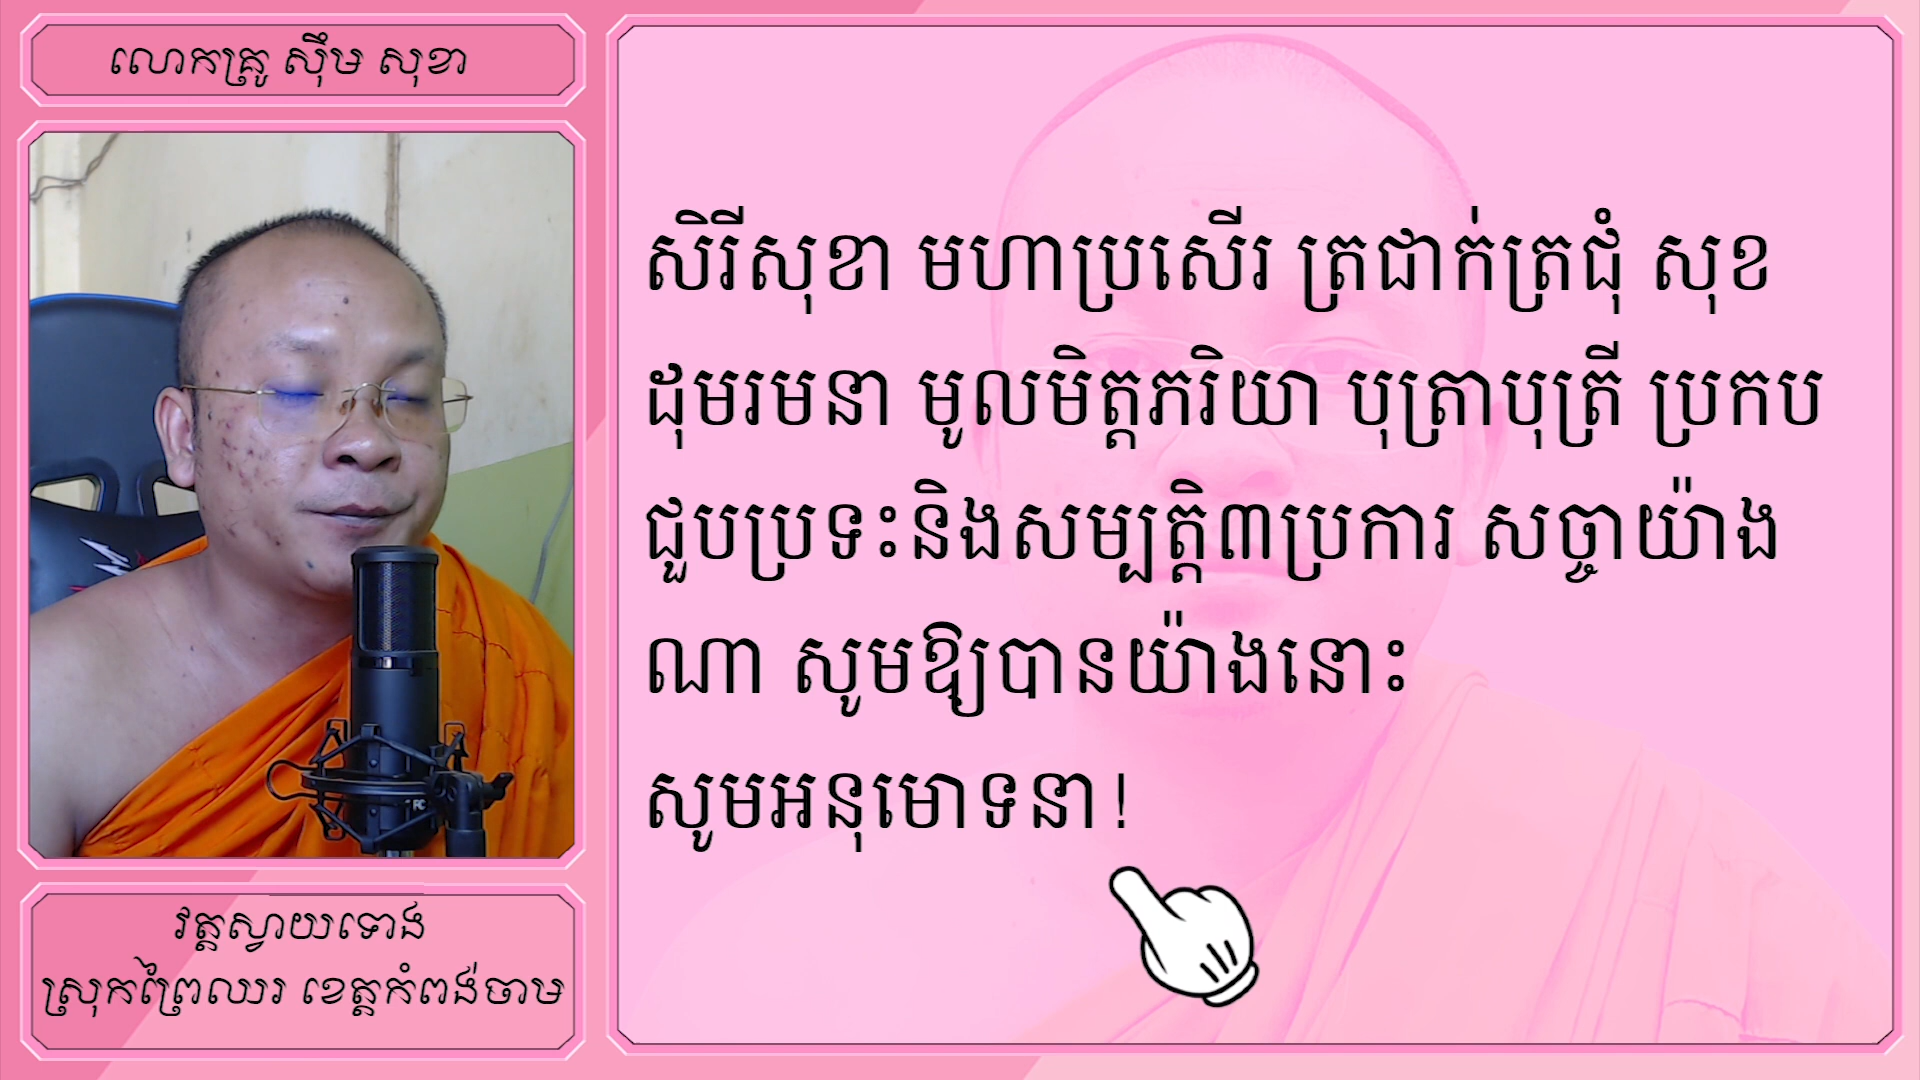 លោកគ្រូ ស៊ឹម សុខា
សិរីសុខា មហាប្រសើរ ត្រជាក់ត្រជុំ សុខ
ដុមរមនា មូលមិត្តភរិយា បុត្រាបុត្រី ប្រកប
ជួបប្រទះនិងសម្បត្តិ៣ប្រការ សច្ចាយ៉ាង
ណា សូមឱ្យបានយ៉ាងនោះ
សូមអនុមោទនា!
វត្តស្វាយទោង
ស្រុកព្រៃឈរ ខេត្តកំពង់ចាម